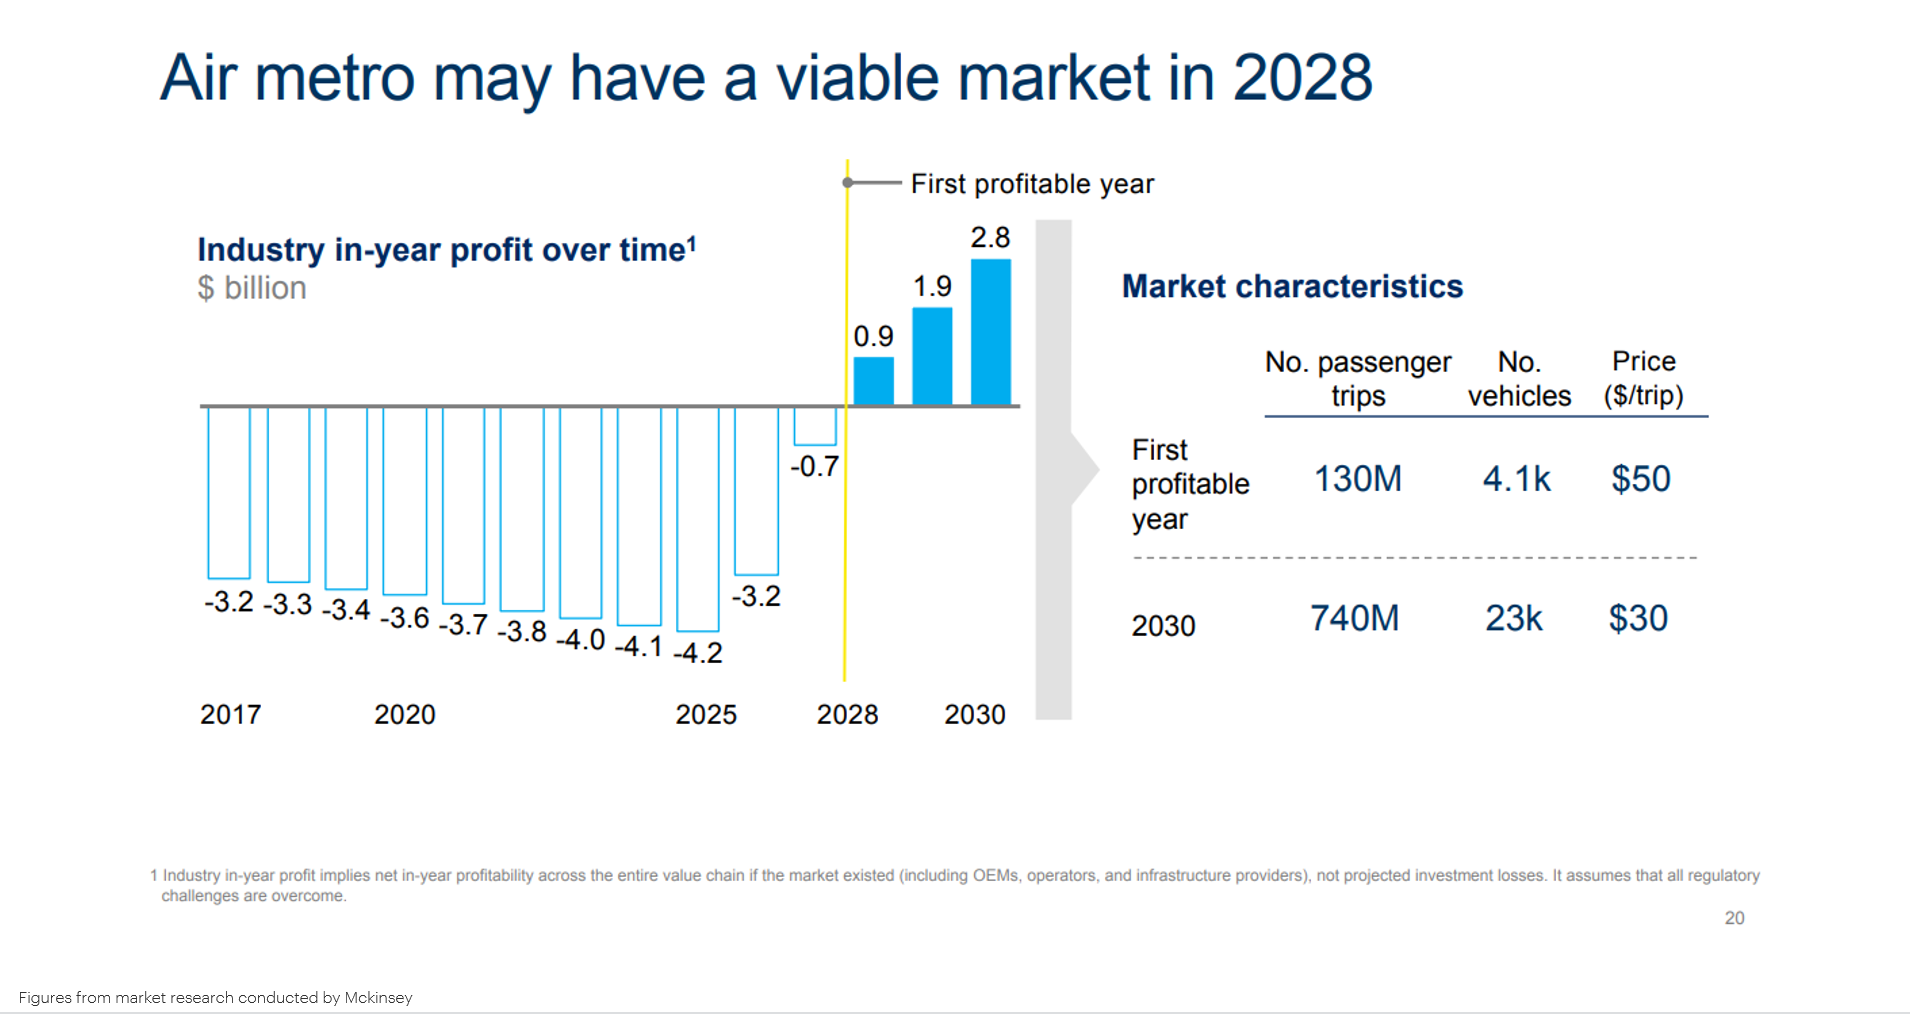 Air metro may have a viable market in 2028
First profitable year
Industry in-year profit over time¹
$ billion
2.8
1.9
0.9
-0.7
-3.2 -3.3 -3.4 -3.6 -3.7 -3.8 -4.0 -4.1 -4.2 -3.2
2017 2020 2025 2028 2030
Market characteristics
No. passenger No. Price
trips vehicles ($/trip)
First
profitable 130M 4.1k $50
year
2030 740M 23k $30
1 Industry in-year profit implies net in-year profitability across the entire value chain if the market existed (including OEMs, operators, and infrastructure providers), not projected investment losses. It assumes that all regulatory
challenges are overcome.
20
Figures from market research conducted by Mckinsey